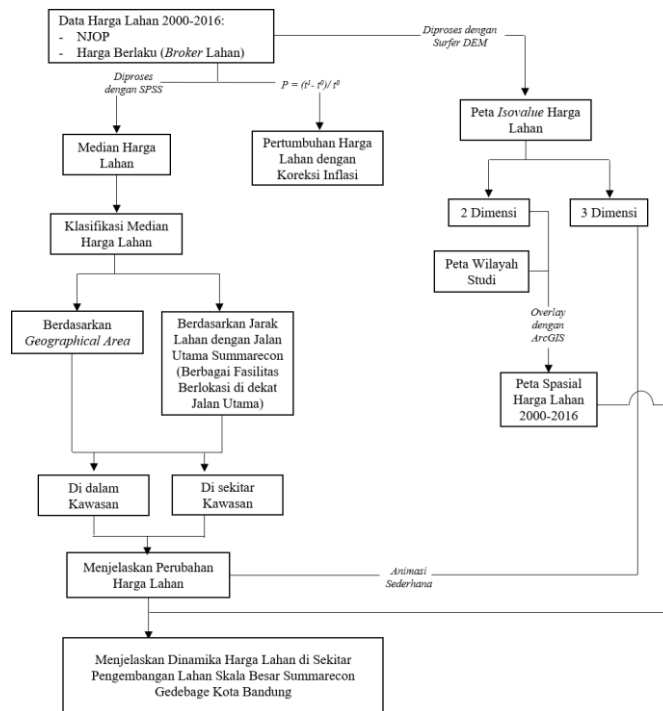 Data Harga Lahan 2000-2016:
- NJOP
- Harga Berlaku (Broker Lahan)
Diproses dengan
Surfer DEM
Diproses
dengan SPSS
P = (t¹- t⁰)/ t⁰
Peta Isovalue Harga
Lahan
Median Harga
Lahan
Pertumbuhan Harga
Lahan dengan
Koreksi Inflasi
2 Dimensi
3 Dimensi
Klasifikasi Median
Harga Lahan
Peta Wilayah
Studi
Berdasarkan
Geographical Area
Berdasarkan Jarak
Lahan dengan Jalan
Utama Summarecon
(Berbagai Fasilitas
Berlokasi di dekat
Jalan Utama)
Overlay
dengan
ArcGIS
Peta Spasial
Harga Lahan
2000-2016
Di dalam
Kawasan
Di sekitar
Kawasan
Menjelaskan Perubahan
Harga Lahan
Animasi
Sederhana
Menjelaskan Dinamika Harga Lahan di Sekitar
Pengembangan Lahan Skala Besar Summarecon
Gedebage Kota Bandung